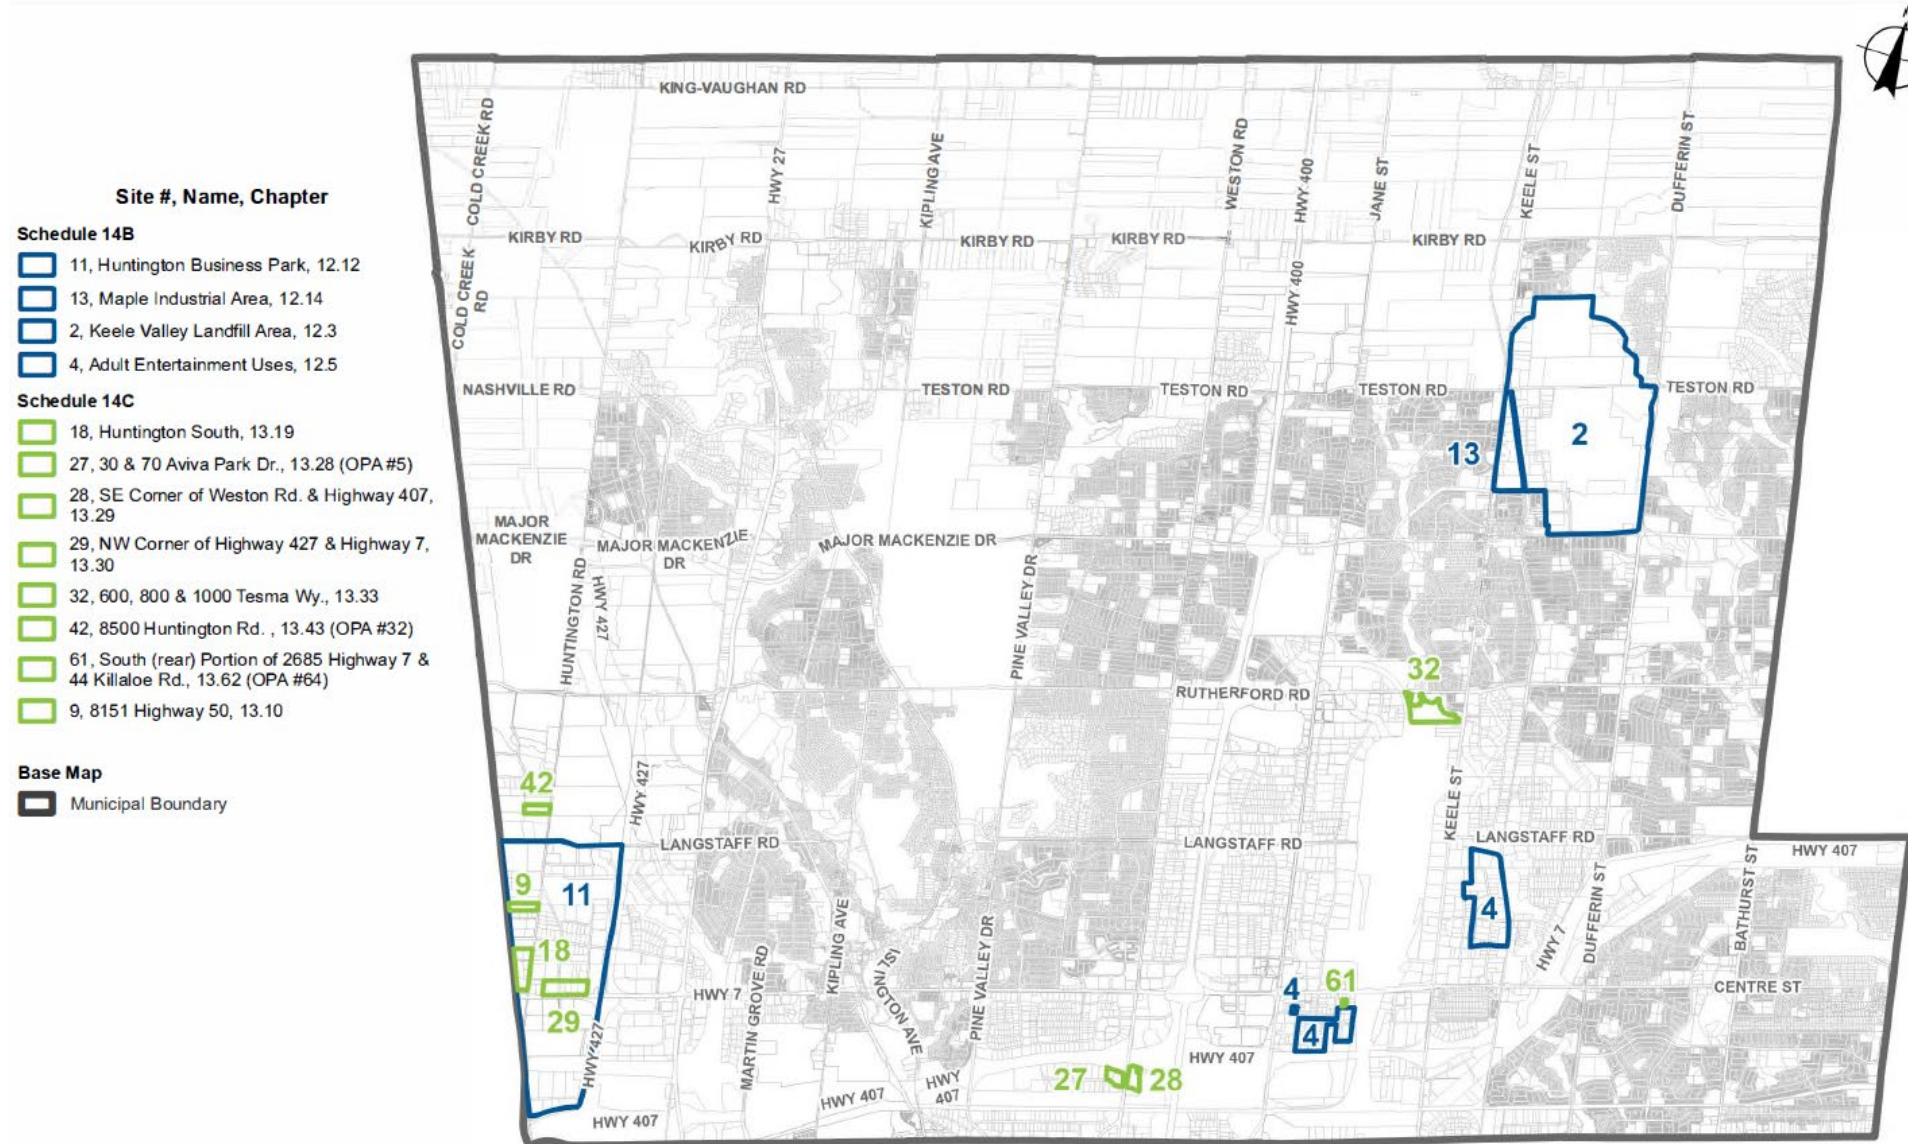 Site #, Name, Chapter
Schedule 14B
11, Huntington Business Park, 12.12
13, Maple Industrial Area, 12.14
2, Keele Valley Landfill Area, 12.3
4, Adult Entertainment Uses, 12.5
Schedule 14C
18, Huntington South, 13.19
27, 30 & 70 Aviva Park Dr., 13.28 (OPA #5)
28, SE Corner of Weston Rd. & Highway 407,
13.29
29, NW Corner of Highway 427 & Highway 7,
13.30
32, 600, 800 & 1000 Tesma Wy., 13.33
42, 8500 Huntington Rd. , 13.43 (OPA #32)
61, South (rear) Portion of 2685 Highway 7 &
44 Killaloe Rd., 13.62 (OPA #64)
9, 8151 Highway 50, 13.10
Base Map
Municipal Boundary
KING-VAUGHAN RD
COLD CREEK RD
HWY 27
KIPLING AVE
WESTON RD
HWY 400
JANE ST
KEELE ST
DUFFERIN ST
KIRBY RD
KIRBY RD
KIRBY RD
KIRBY RD
KIRBY RD
COLD CREEK
RD
HWY 400
NASHVILLE RD
TESTON RD
TESTON RD
TESTON RD
TESTON RD
13
2
MAJOR
MACKENZIE
DR
MAJOR MACKENZIE
DR
MAJOR MACKENZIE DR
HUNTINGTON RD
HWY 427
PINE VALLEY DR
32
RUTHERFORD RD
42
HWY 427
KEELE ST
LANGSTAFF RD
LANGSTAFF RD
LANGSTAFF RD
HWY 407
9
11
4
18
29
HWY 427
HWY 7
MARTIN GROVE RD
KIPLING AVE
ISLINGTON AVE
PINE VALLEY DR
HWY 7
DUFFERIN ST
BATHURST ST
CENTRE ST
4
61
4
HWY 407
27
28
HWY
407
HWY 407
HWY 407